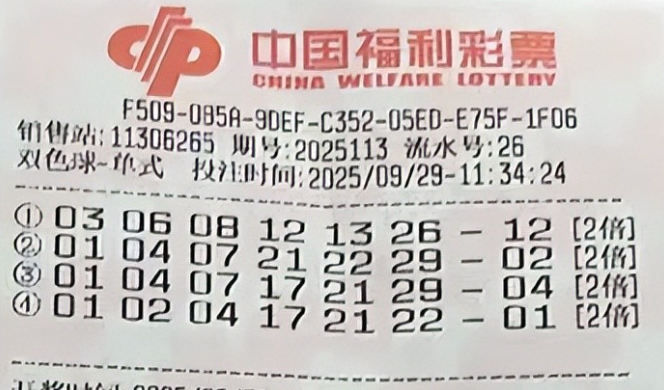 中国福利彩票
CHINA WELFARE LOTTERY
F509-085A-9DEF-C352-05ED-E75F-1F06
销售站:11306265 期号:2025113 流水号:26
双色球-单式 投注时间:2025/09/29-11:34:24
① 03 06 08 12 13 26 - 12 [2倍]
② 01 04 07 21 22 29 - 02 [2倍]
③ 01 04 07 17 21 29 - 04 [2倍]
④ 01 02 04 17 21 22 - 01 [2倍]